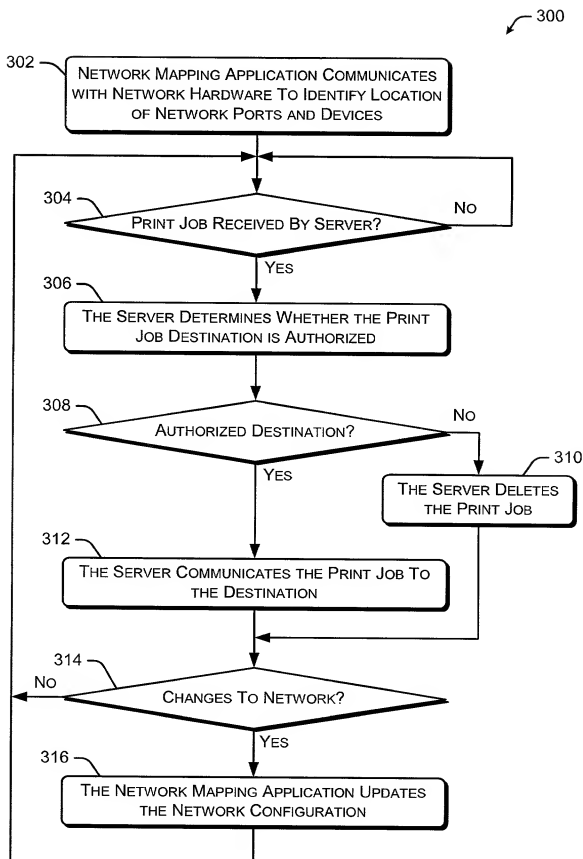 300
302
NETWORK MAPPING APPLICATION COMMUNICATES
WITH NETWORK HARDWARE TO IDENTIFY LOCATION
OF NETWORK PORTS AND DEVICES
304
PRINT JOB RECEIVED BY SERVER?
NO
YES
306
THE SERVER DETERMINES WHETHER THE PRINT
JOB DESTINATION IS AUTHORIZED
308
AUTHORIZED DESTINATION?
NO
YES
310
THE SERVER DELETES
THE PRINT JOB
312
THE SERVER COMMUNICATES THE PRINT JOB TO
THE DESTINATION
314
NO
CHANGES TO NETWORK?
YES
316
THE NETWORK MAPPING APPLICATION UPDATES
THE NETWORK CONFIGURATION